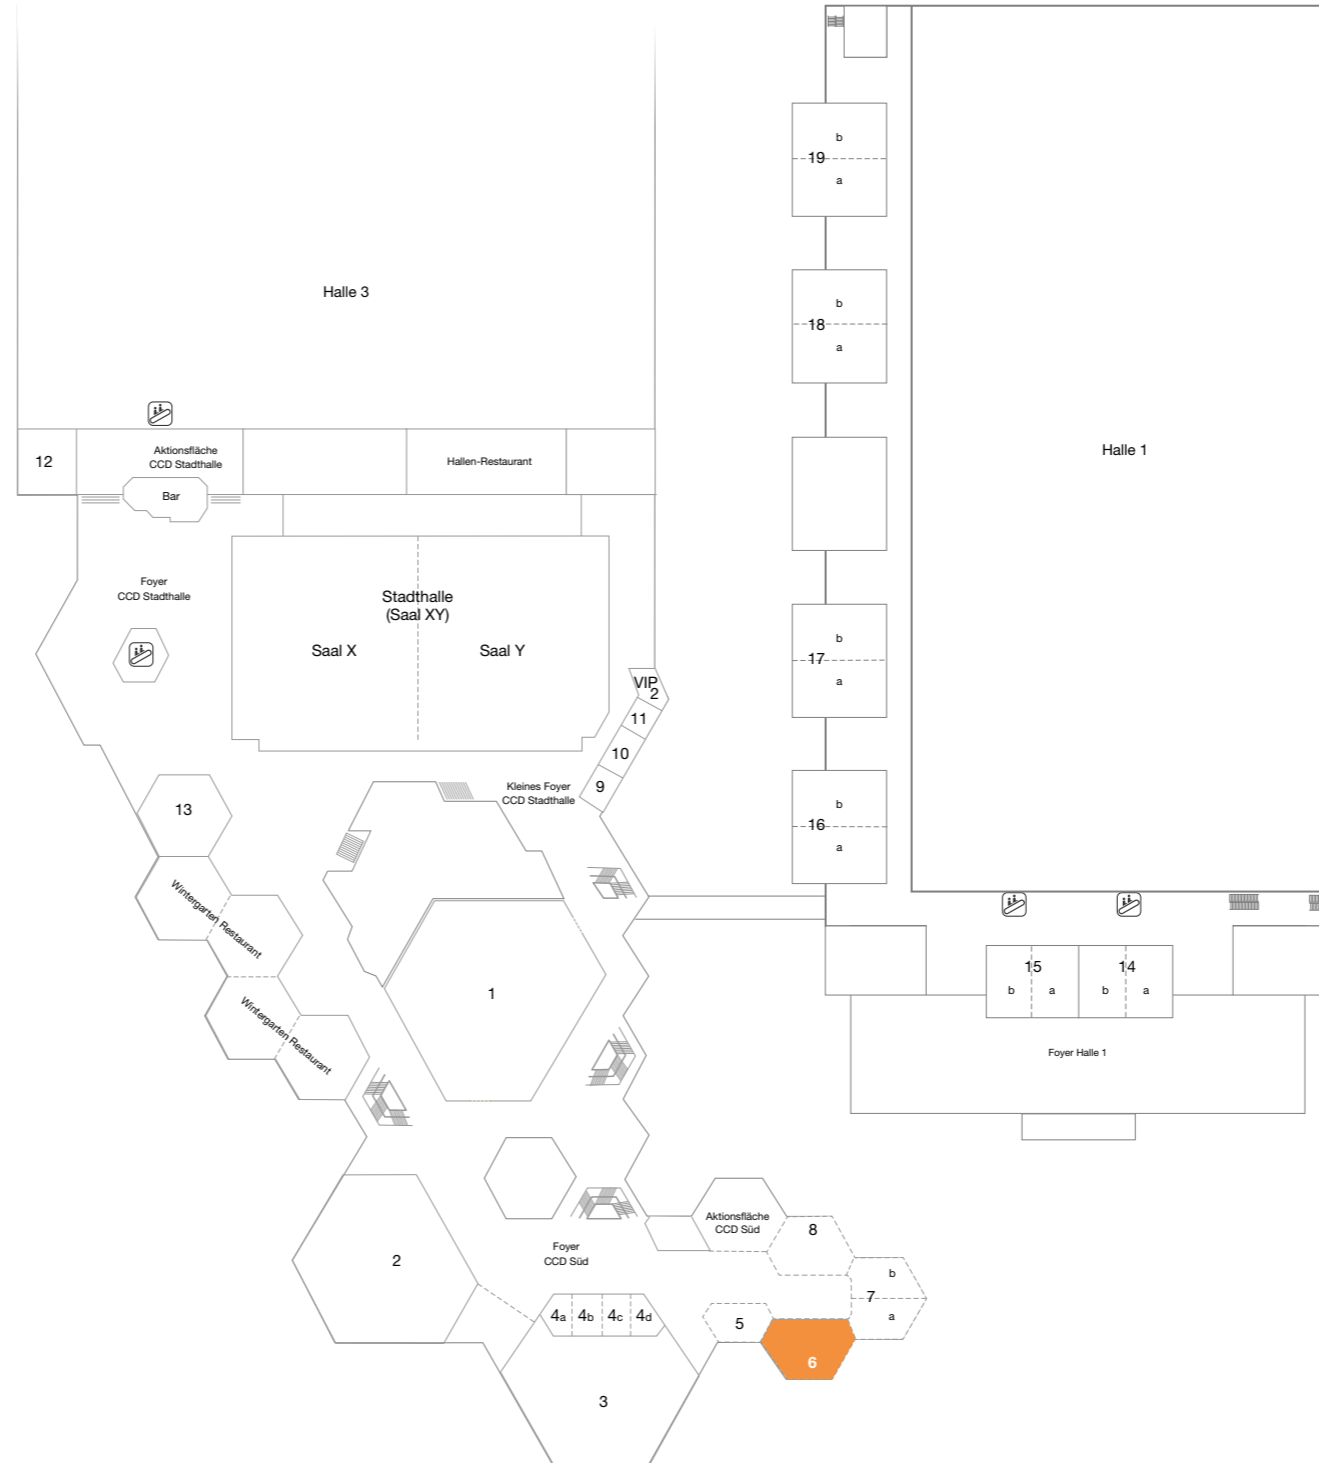 b
19
a
Halle 3
b
18
a
Halle 1
12
Aktionsfläche
CCD Stadthalle
Hallen-Restaurant
Bar
Foyer
CCD Stadthalle
Stadthalle
(Saal XY)
Saal X
Saal Y
b
17
a
VIP
2
11
10
9
Kleines Foyer
CCD Stadthalle
13
b
16
a
Wintergarten Restaurant
Wintergarten Restaurant
1
15
b
a
14
b
a
Foyer Halle 1
Aktionsfläche
CCD Süd
8
Foyer
CCD Süd
2
b
7
a
4a
4b
4c
4d
5
6
3